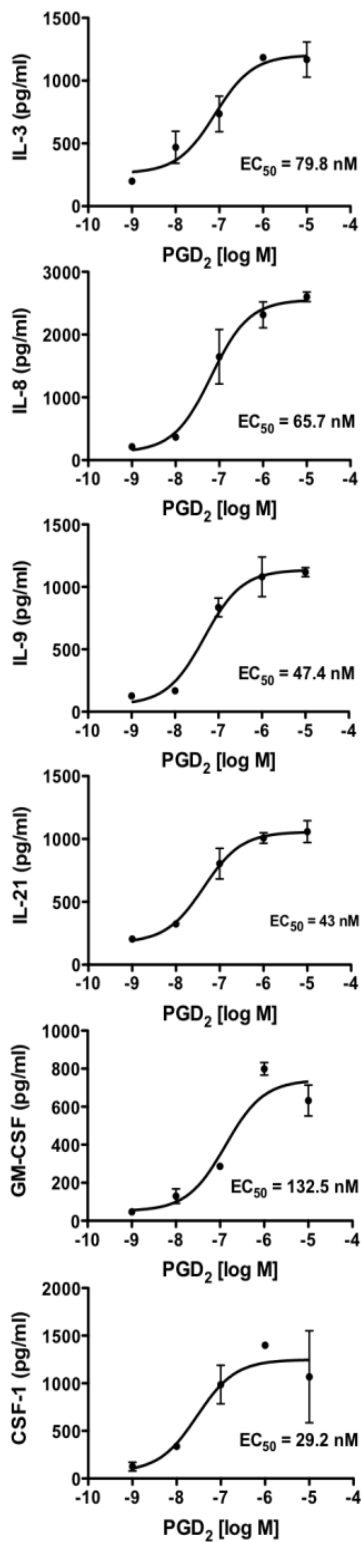 IL-3 (pg/ml)
1500
1000
500
0
EC50 = 79.8 nM
-10 -9 -8 -7 -6 -5 -4
PGD2 [log M]
IL-8 (pg/ml)
3000
2000
1000
0
EC50 = 65.7 nM
-10 -9 -8 -7 -6 -5 -4
PGD2 [log M]
IL-9 (pg/ml)
1500
1000
500
0
EC50 = 47.4 nM
-10 -9 -8 -7 -6 -5 -4
PGD2 [log M]
IL-21 (pg/ml)
1500
1000
500
0
EC50 = 43 nM
-10 -9 -8 -7 -6 -5 -4
PGD2 [log M]
GM-CSF (pg/ml)
1000
800
600
400
200
0
EC50 = 132.5 nM
-10 -9 -8 -7 -6 -5 -4
PGD2 [log M]
CSF-1 (pg/ml)
2000
1500
1000
500
0
EC50 = 29.2 nM
-10 -9 -8 -7 -6 -5 -4
PGD2 [log M]